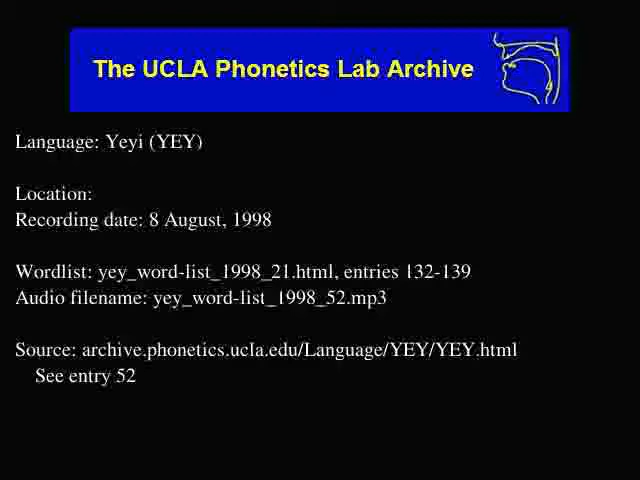 The UCLA Phonetics Lab Archive
Language: Yeyi (YEY)
Location:
Recording date: 8 August, 1998
Wordlist: yey_word-list_1998_21.html, entries 132-139
Audio filename: yey_word-list_1998_52.mp3
Source: archive.phonetics.ucla.edu/Language/YEY/YEY.html
See entry 52